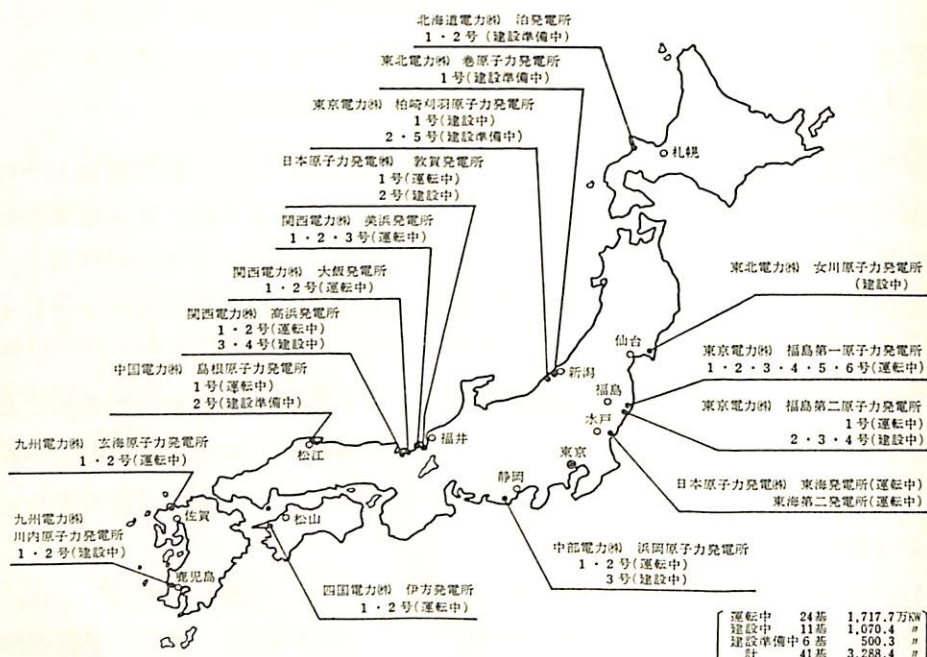 北海道電力㈱ 泊発電所
1・2号(建設準備中)
東北電力㈱ 巻原子力発電所
1号(建設準備中)
東京電力㈱ 柏崎刈羽原子力発電所
1号(建設中)
2・5号(建設準備中)
日本原子力発電㈱ 敦賀発電所
1号(運転中)
2号(建設中)
関西電力㈱ 美浜発電所
1・2・3号(運転中)
関西電力㈱ 大飯発電所
1・2号(運転中)
関西電力㈱ 高浜発電所
1・2号(運転中)
3・4号(建設中)
中国電力㈱ 島根原子力発電所
1号(運転中)
2号(建設準備中)
九州電力㈱ 玄海原子力発電所
1・2号(運転中)
九州電力㈱
川内原子力発電所
1・2号(建設中)
札幌
東北電力㈱ 女川原子力発電所
(建設中)
仙台
東京電力㈱ 福島第一原子力発電所
1・2・3・4・5・6号(運転中)
新潟
福島
東京電力㈱ 福島第二原子力発電所
1号(運転中)
2・3・4号(建設中)
水戸
福井
松江
東京
日本原子力発電㈱ 東海発電所(運転中)
東海第二発電所(運転中)
静岡
佐賀
松山
中部電力㈱ 浜岡原子力発電所
1・2号(運転中)
3号(建設中)
鹿児島
四国電力㈱ 伊方発電所
1・2号(運転中)
運転中 24基 1,717.7万KW
建設中 11基 1,070.4 〃
建設準備中6基 500.3 〃
計 41基 3,288.4 〃